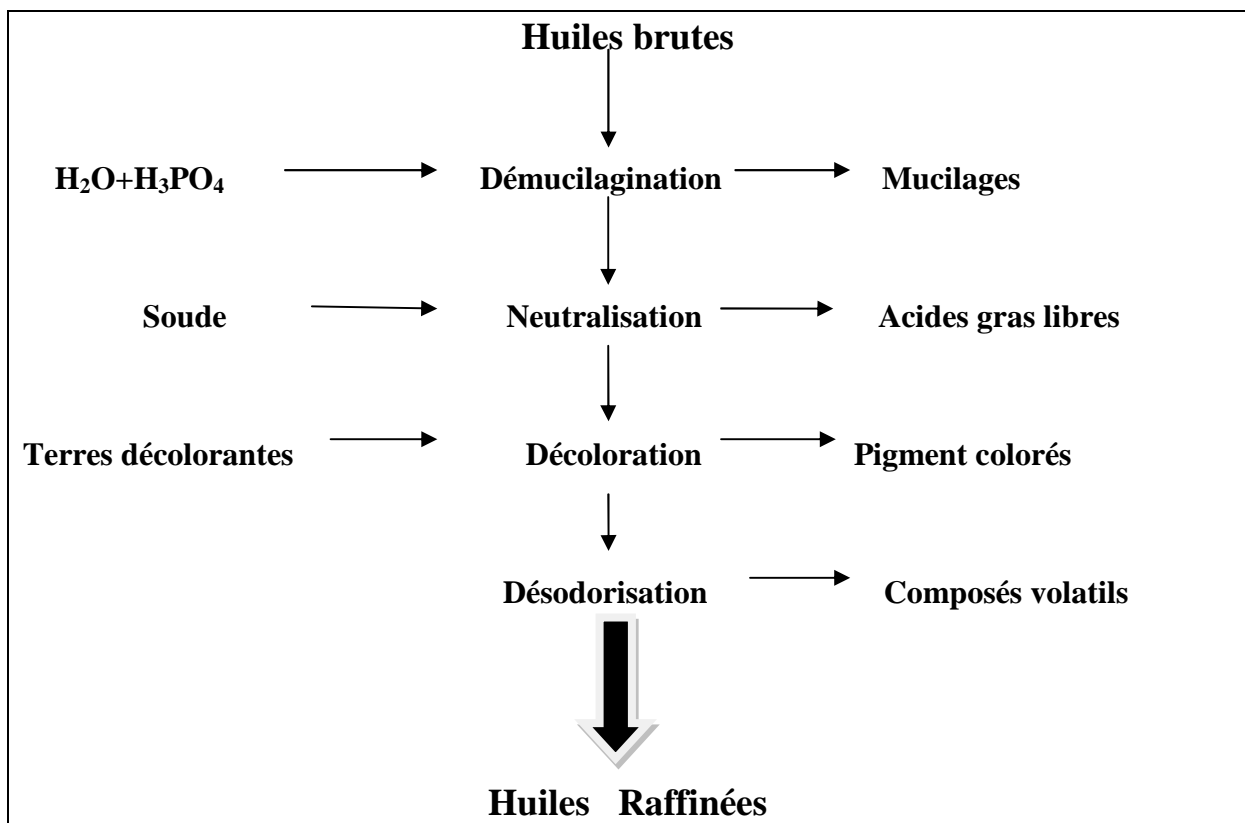 Huiles brutes
H₂O+H₃PO₄ Démucilagination Mucilages
Soude Neutralisation Acides gras libres
Terres décolorantes Décoloration Pigment colorés
Désodorisation Composés volatils
Huiles Raffinées